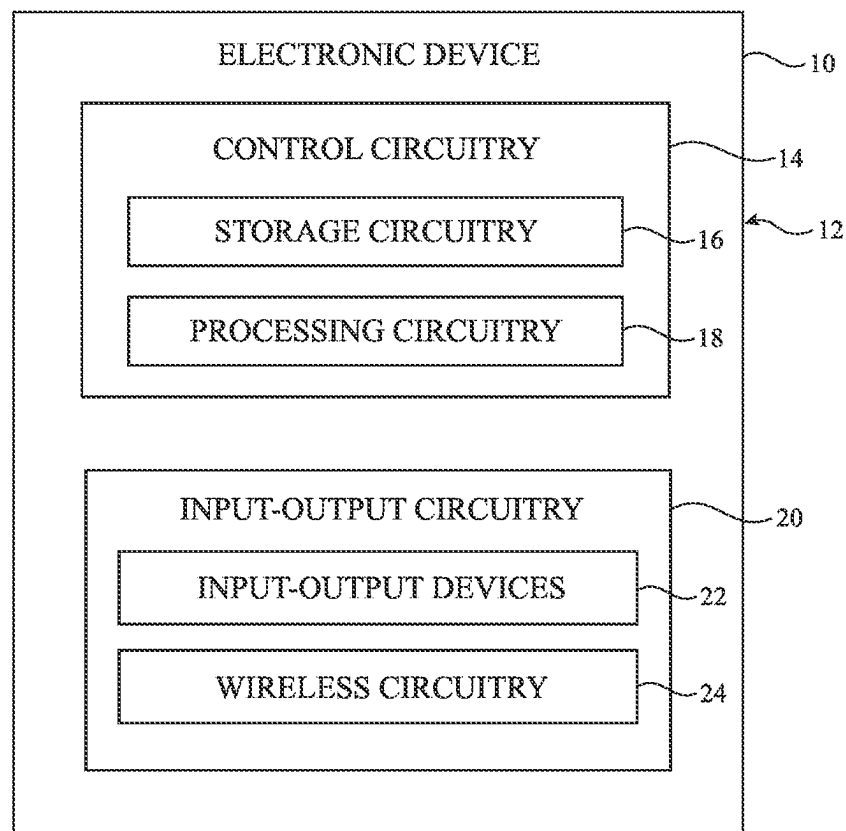 ELECTRONIC DEVICE
10
CONTROL CIRCUITRY
14
STORAGE CIRCUITRY
16
12
PROCESSING CIRCUITRY
18
INPUT-OUTPUT CIRCUITRY
20
INPUT-OUTPUT DEVICES
22
WIRELESS CIRCUITRY
24